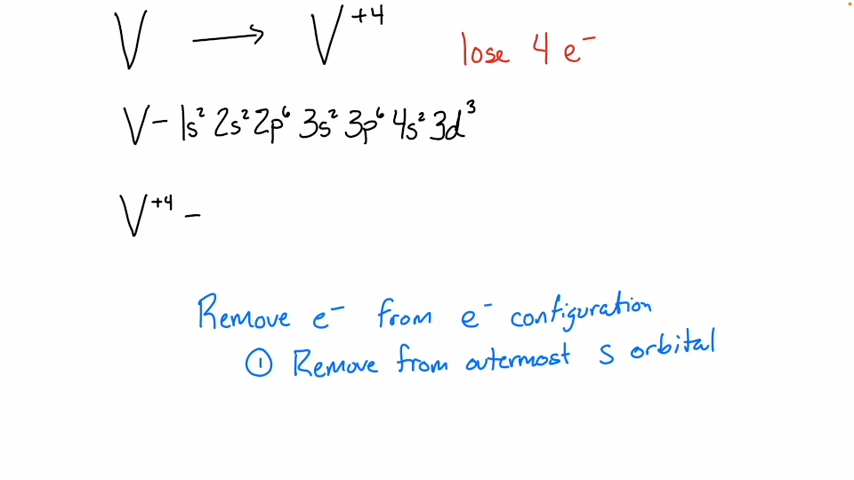 V → V⁺⁴ lose 4 e⁻
V – 1s² 2s² 2p⁶ 3s² 3p⁶ 4s² 3d³
V⁺⁴ –
Remove e⁻ from e⁻ configuration
① Remove from outermost s orbital